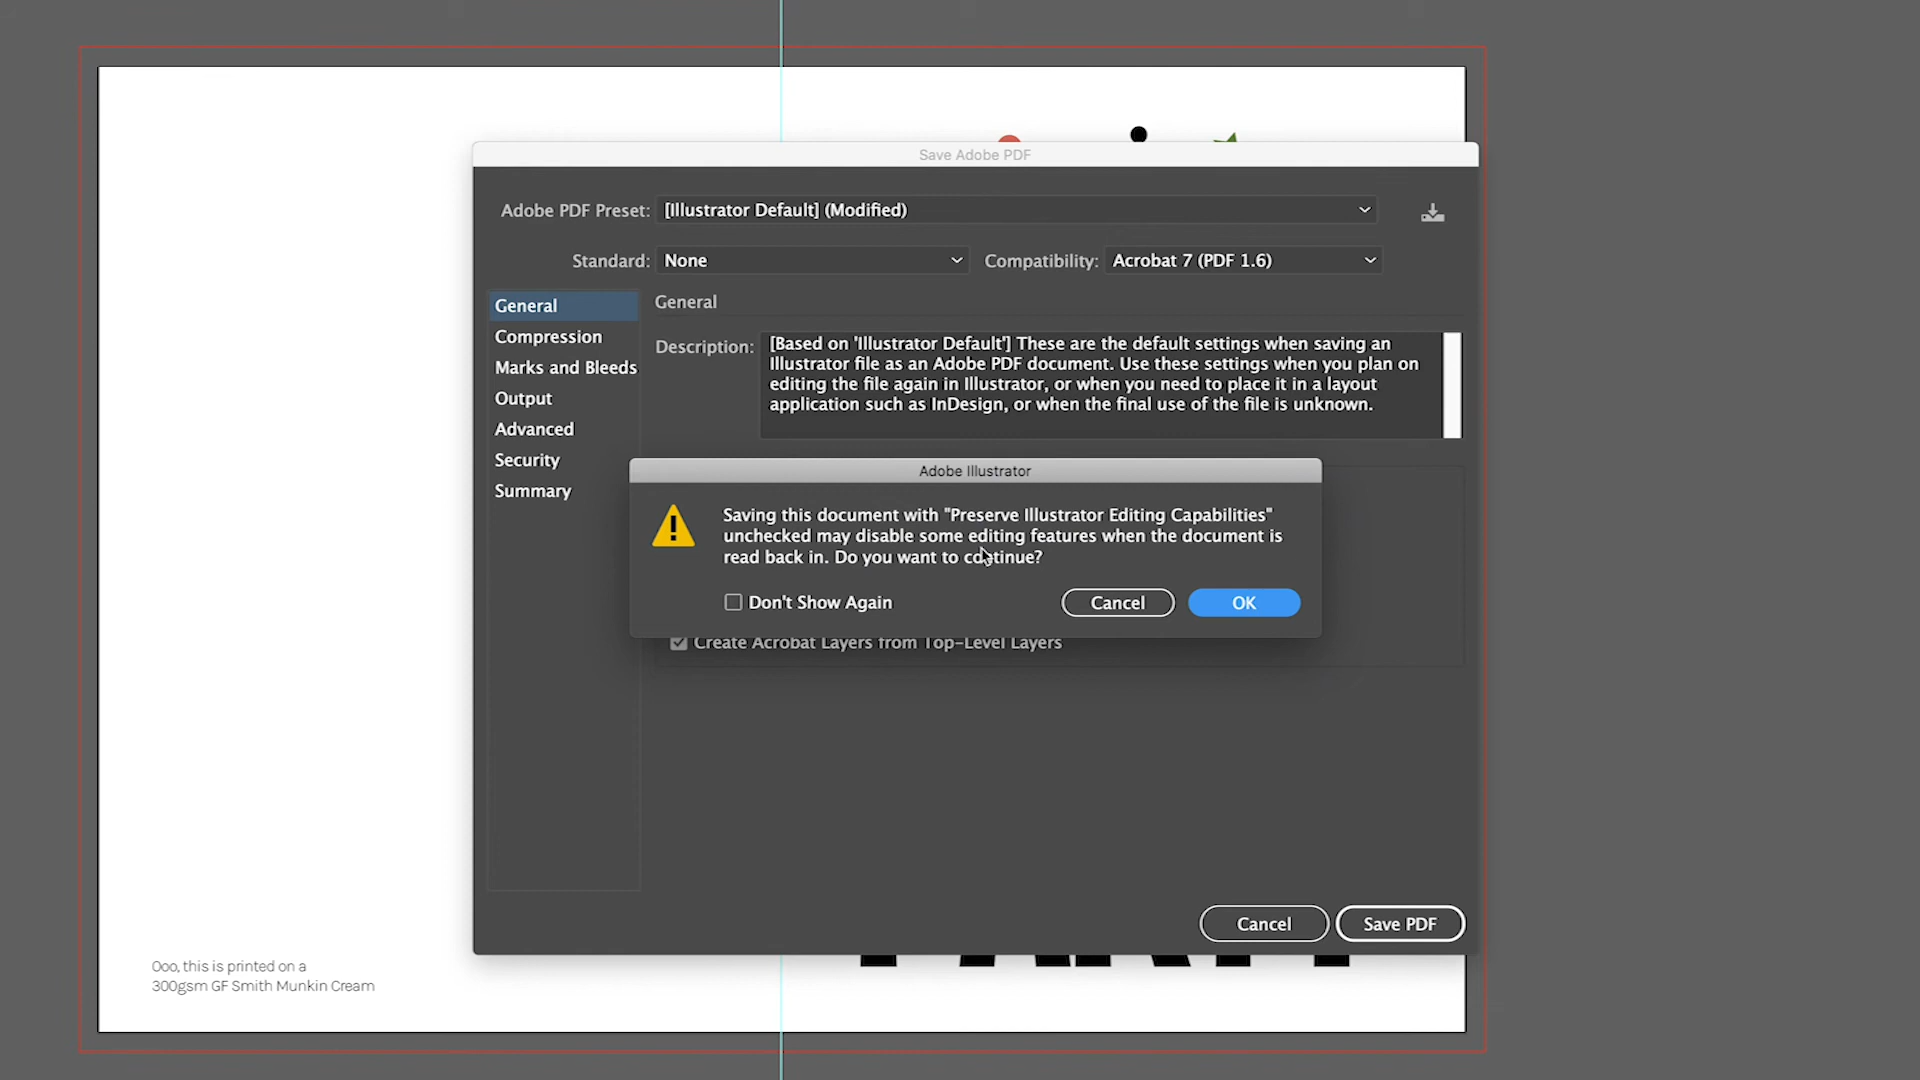 Save Adobe PDF
Adobe PDF Preset: [Illustrator Default] (Modified)
Standard: None Compatibility: Acrobat 7 (PDF 1.6)
General
Compression
Marks and Bleeds
Output
Advanced
Security
Summary
General
Description: [Based on 'Illustrator Default'] These are the default settings when saving an
Illustrator file as an Adobe PDF document. Use these settings when you plan on
editing the file again in Illustrator, or when you need to place it in a layout
application such as InDesign, or when the final use of the file is unknown.
Adobe Illustrator
Saving this document with "Preserve Illustrator Editing Capabilities"
unchecked may disable some editing features when the document is
read back in. Do you want to continue?
Don't Show Again Cancel OK
Create Acrobat Layers from Top-Level Layers
Cancel Save PDF
Ooo, this is printed on a
300gsm GF Smith Munkin Cream